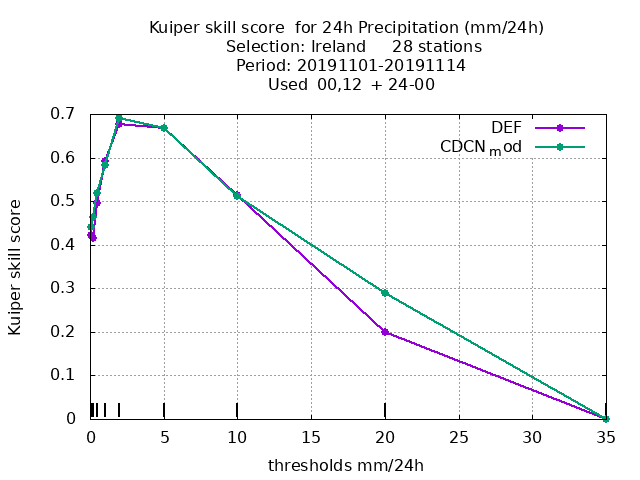 Kuiper skill score  for 24h Precipitation (mm/24h)
Selection: Ireland     28 stations
Period: 20191101-20191114
Used  00,12  + 24-00
DEF
CDCNmod
Kuiper skill score
0.7
0.6
0.5
0.4
0.3
0.2
0.1
0
0 5 10 15 20 25 30 35
thresholds mm/24h